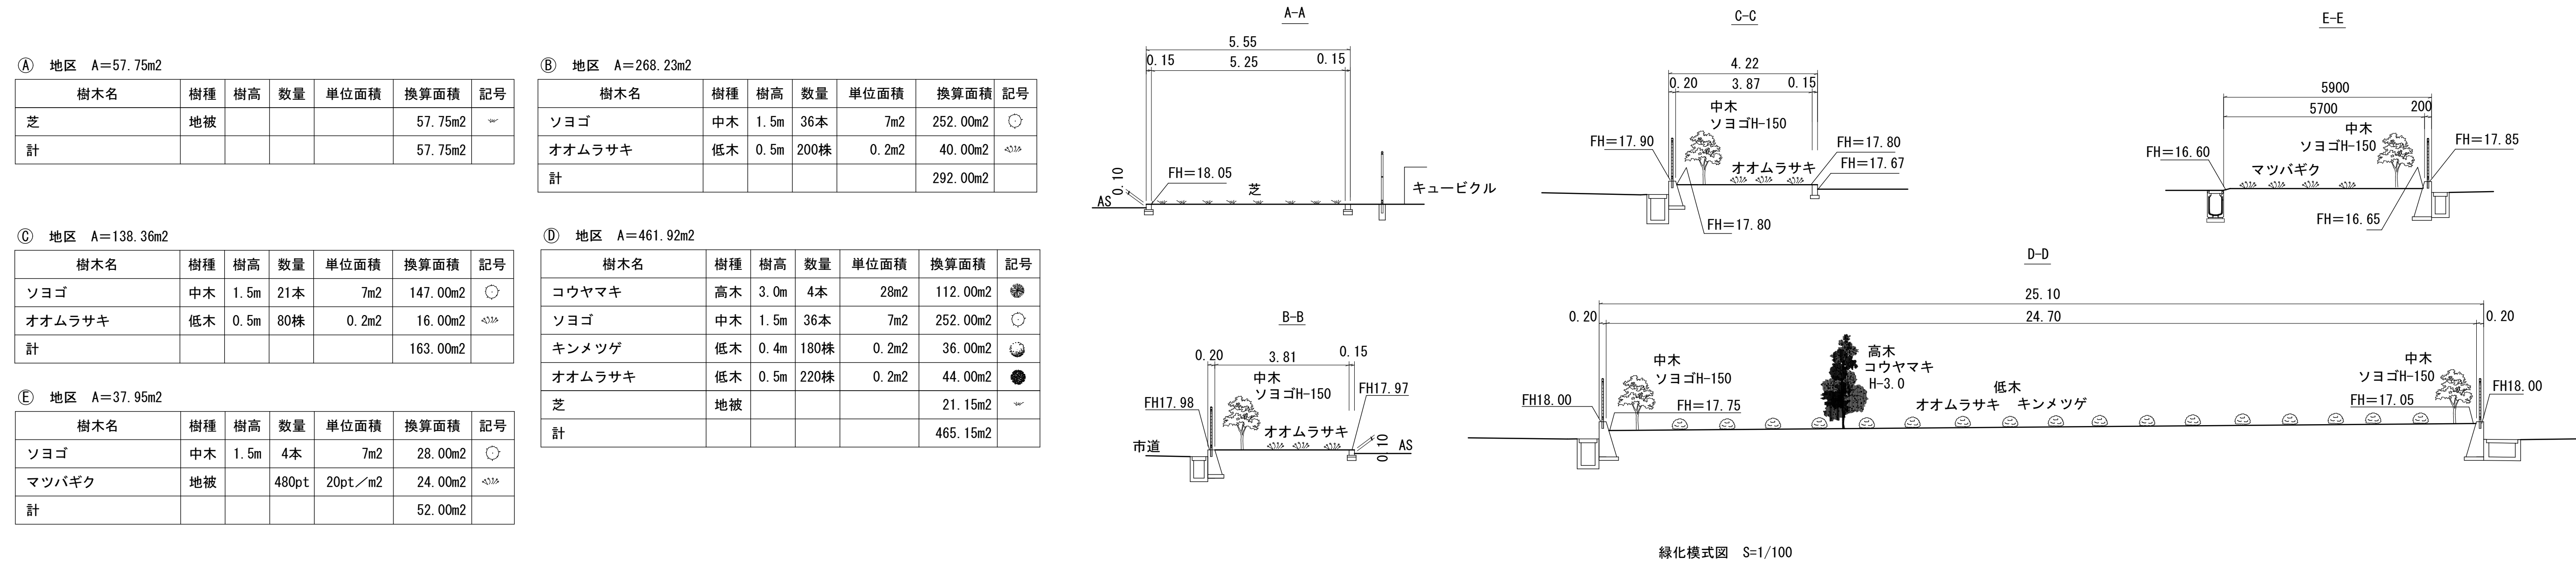 Ⓐ 地区 A＝57.75m2
樹木名 樹種 樹高 数量 単位面積 換算面積 記号
芝 地被 57.75m2
計 57.75m2
Ⓑ 地区 A＝268.23m2
樹木名 樹種 樹高 数量 単位面積 換算面積 記号
ソヨゴ 中木 1.5m 36本 7m2 252.00m2
オオムラサキ 低木 0.5m 200株 0.2m2 40.00m2
計 292.00m2
Ⓒ 地区 A＝138.36m2
樹木名 樹種 樹高 数量 単位面積 換算面積 記号
ソヨゴ 中木 1.5m 21本 7m2 147.00m2
オオムラサキ 低木 0.5m 80株 0.2m2 16.00m2
計 163.00m2
Ⓓ 地区 A＝461.92m2
樹木名 樹種 樹高 数量 単位面積 換算面積 記号
コウヤマキ 高木 3.0m 4本 28m2 112.00m2
ソヨゴ 中木 1.5m 36本 7m2 252.00m2
キンメツゲ 低木 0.4m 180株 0.2m2 36.00m2
オオムラサキ 低木 0.5m 220株 0.2m2 44.00m2
芝 地被 21.15m2
計 465.15m2
Ⓔ 地区 A＝37.95m2
樹木名 樹種 樹高 数量 単位面積 換算面積 記号
ソヨゴ 中木 1.5m 4本 7m2 28.00m2
マツバギク 地被 480pt 20pt／m2 24.00m2
計 52.00m2
A-A
5.55
0.15 5.25 0.15
0.10
FH＝18.05
芝
AS
キュービクル
C-C
4.22
0.20 3.87 0.15
中木
ソヨゴH-150
FH＝17.90
FH＝17.80
オオムラサキ
FH＝17.67
FH＝17.80
E-E
5900
5700 200
中木
ソヨゴH-150
FH＝17.85
FH＝16.60
マツバギク
FH＝16.65
B-B
0.20 3.81 0.15
中木
ソヨゴH-150
FH17.98
FH17.97
オオムラサキ
市道
0.10
AS
D-D
25.10
0.20 24.70 0.20
中木
ソヨゴH-150
高木
コウヤマキ
H-3.0
中木
ソヨゴH-150
FH18.00
FH＝17.75
低木
オオムラサキ キンメツゲ
FH＝17.05
FH18.00
緑化模式図 S=1/100